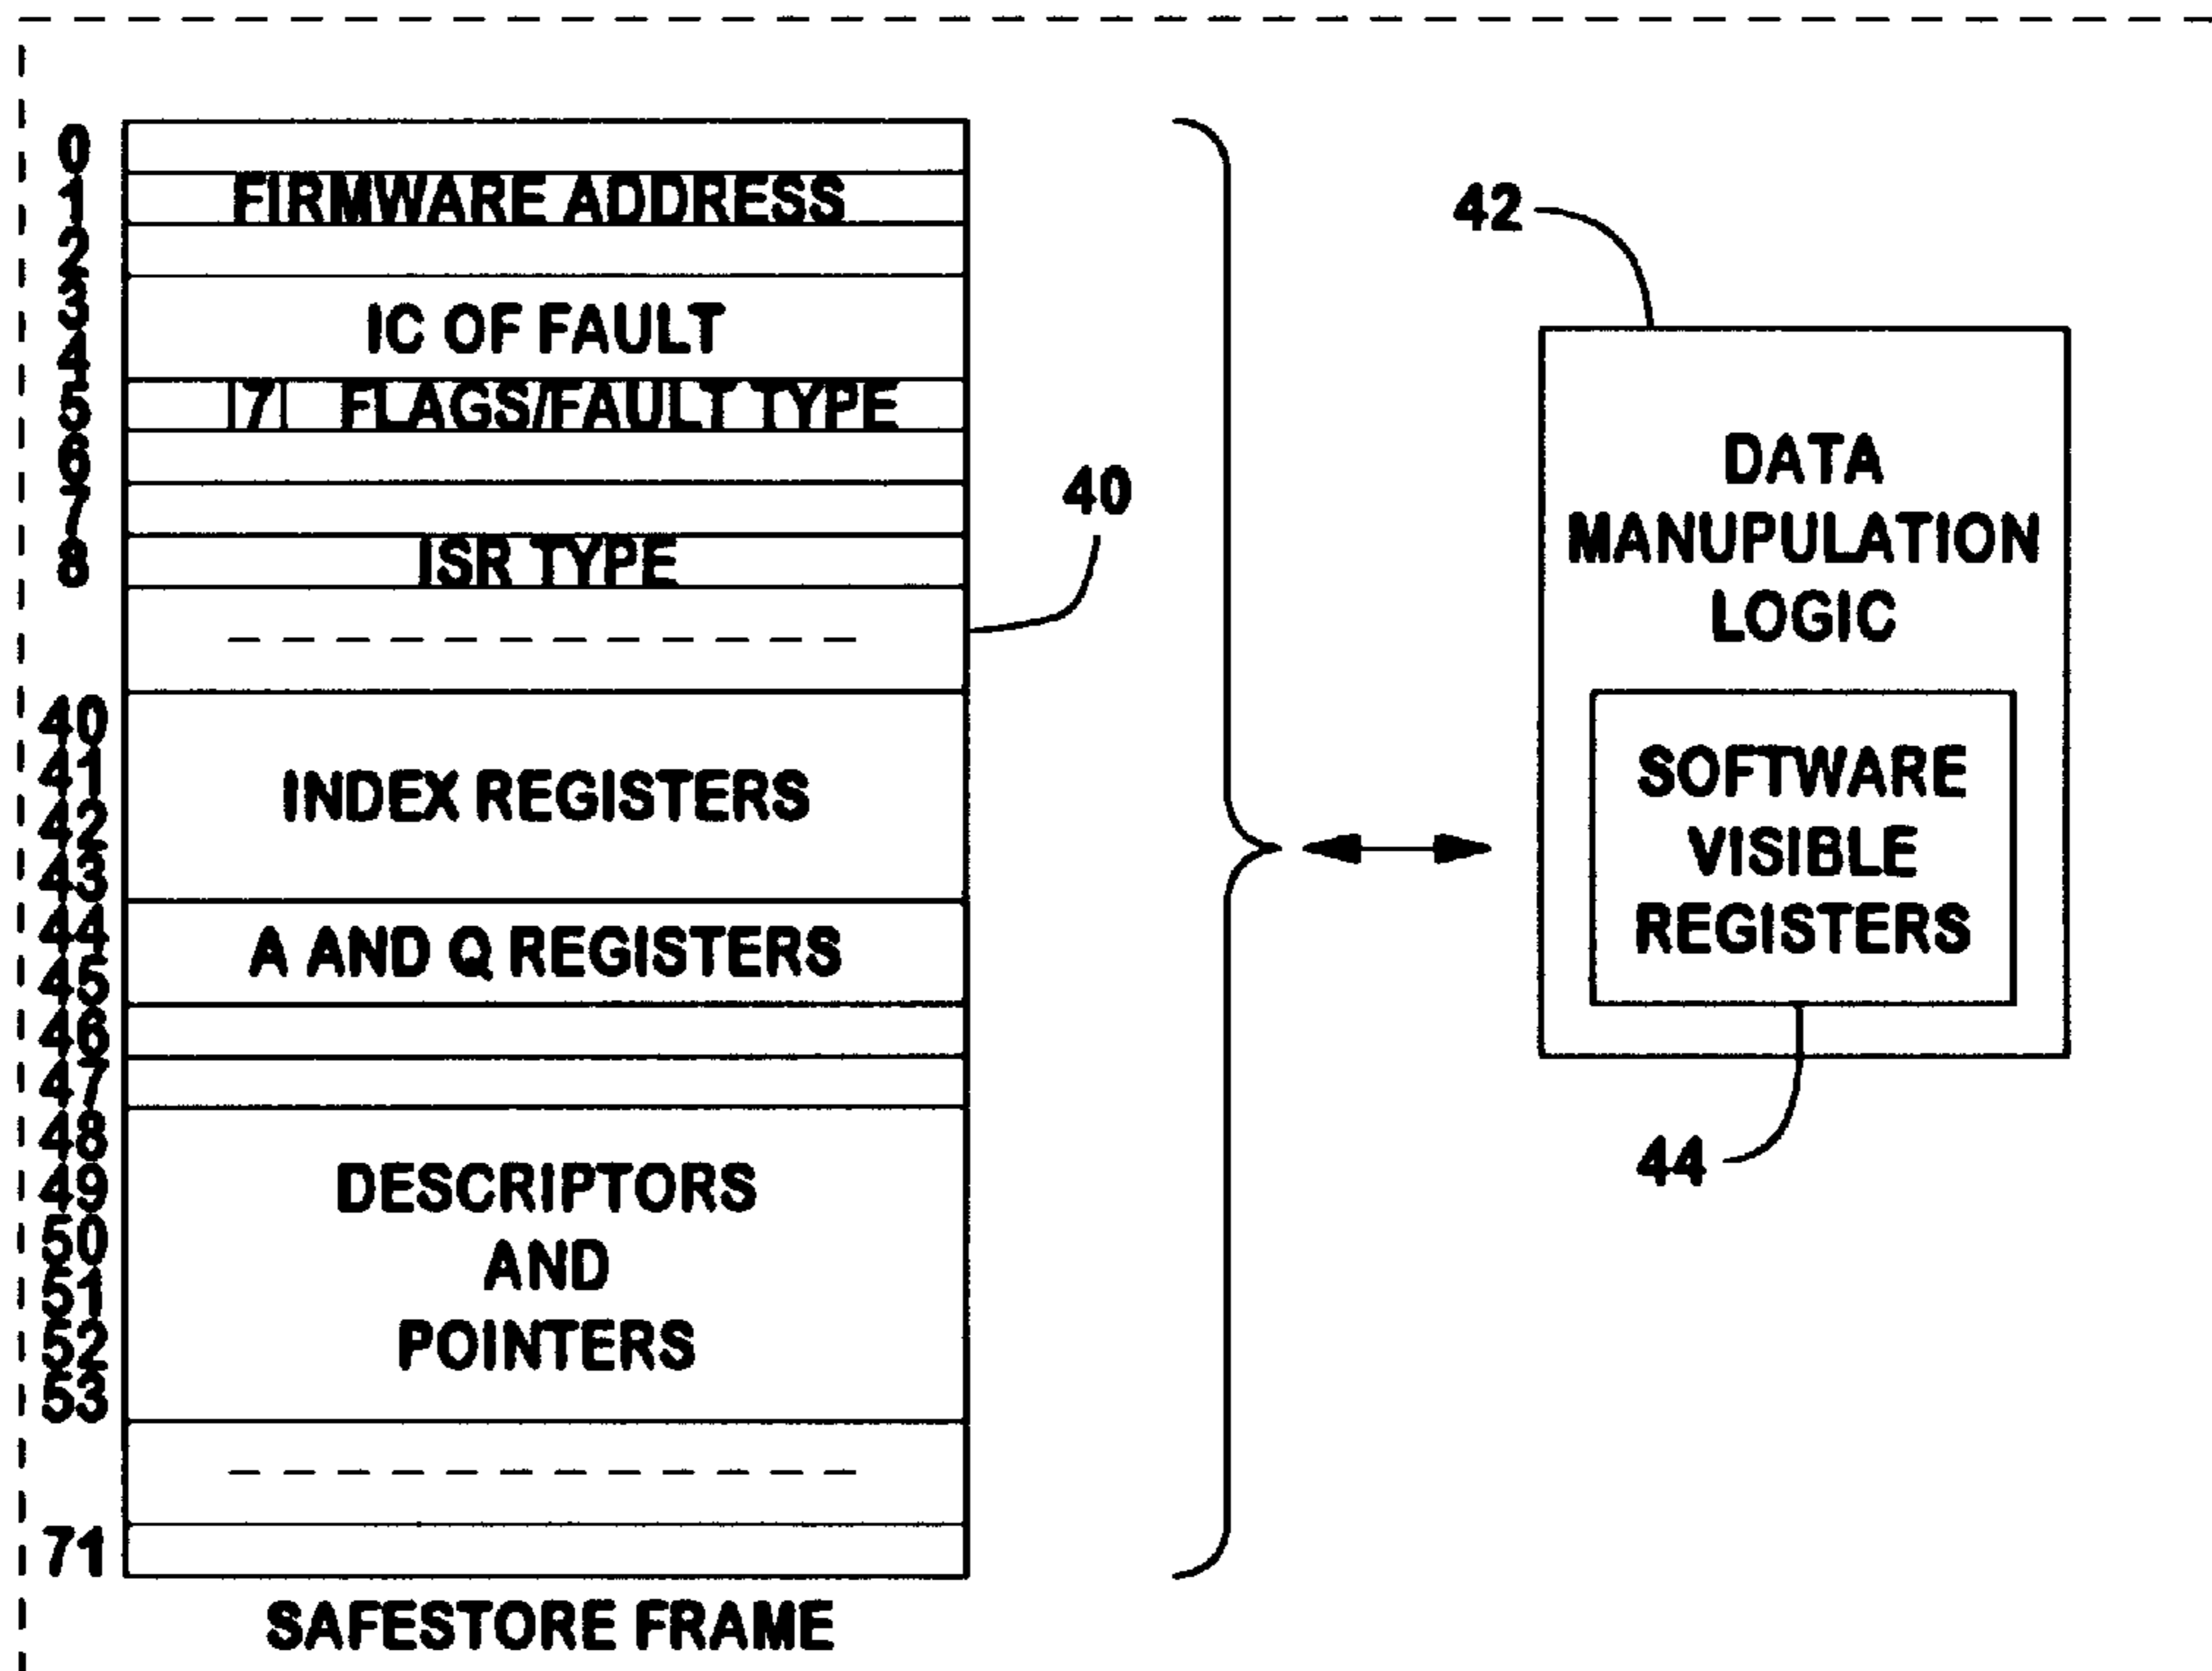 0
1 FIRMWARE ADDRESS
2
3
IC OF FAULT
4
5 |7| FLAGS/FAULT TYPE
6
7
8 ISR TYPE
40
41
INDEX REGISTERS
42
43
44
A AND Q REGISTERS
45
46
47
48
49 DESCRIPTORS
50
AND
51
52 POINTERS
53
71
SAFESTORE FRAME
40
42
DATA
MANUPULATION
LOGIC
SOFTWARE
VISIBLE
REGISTERS
44